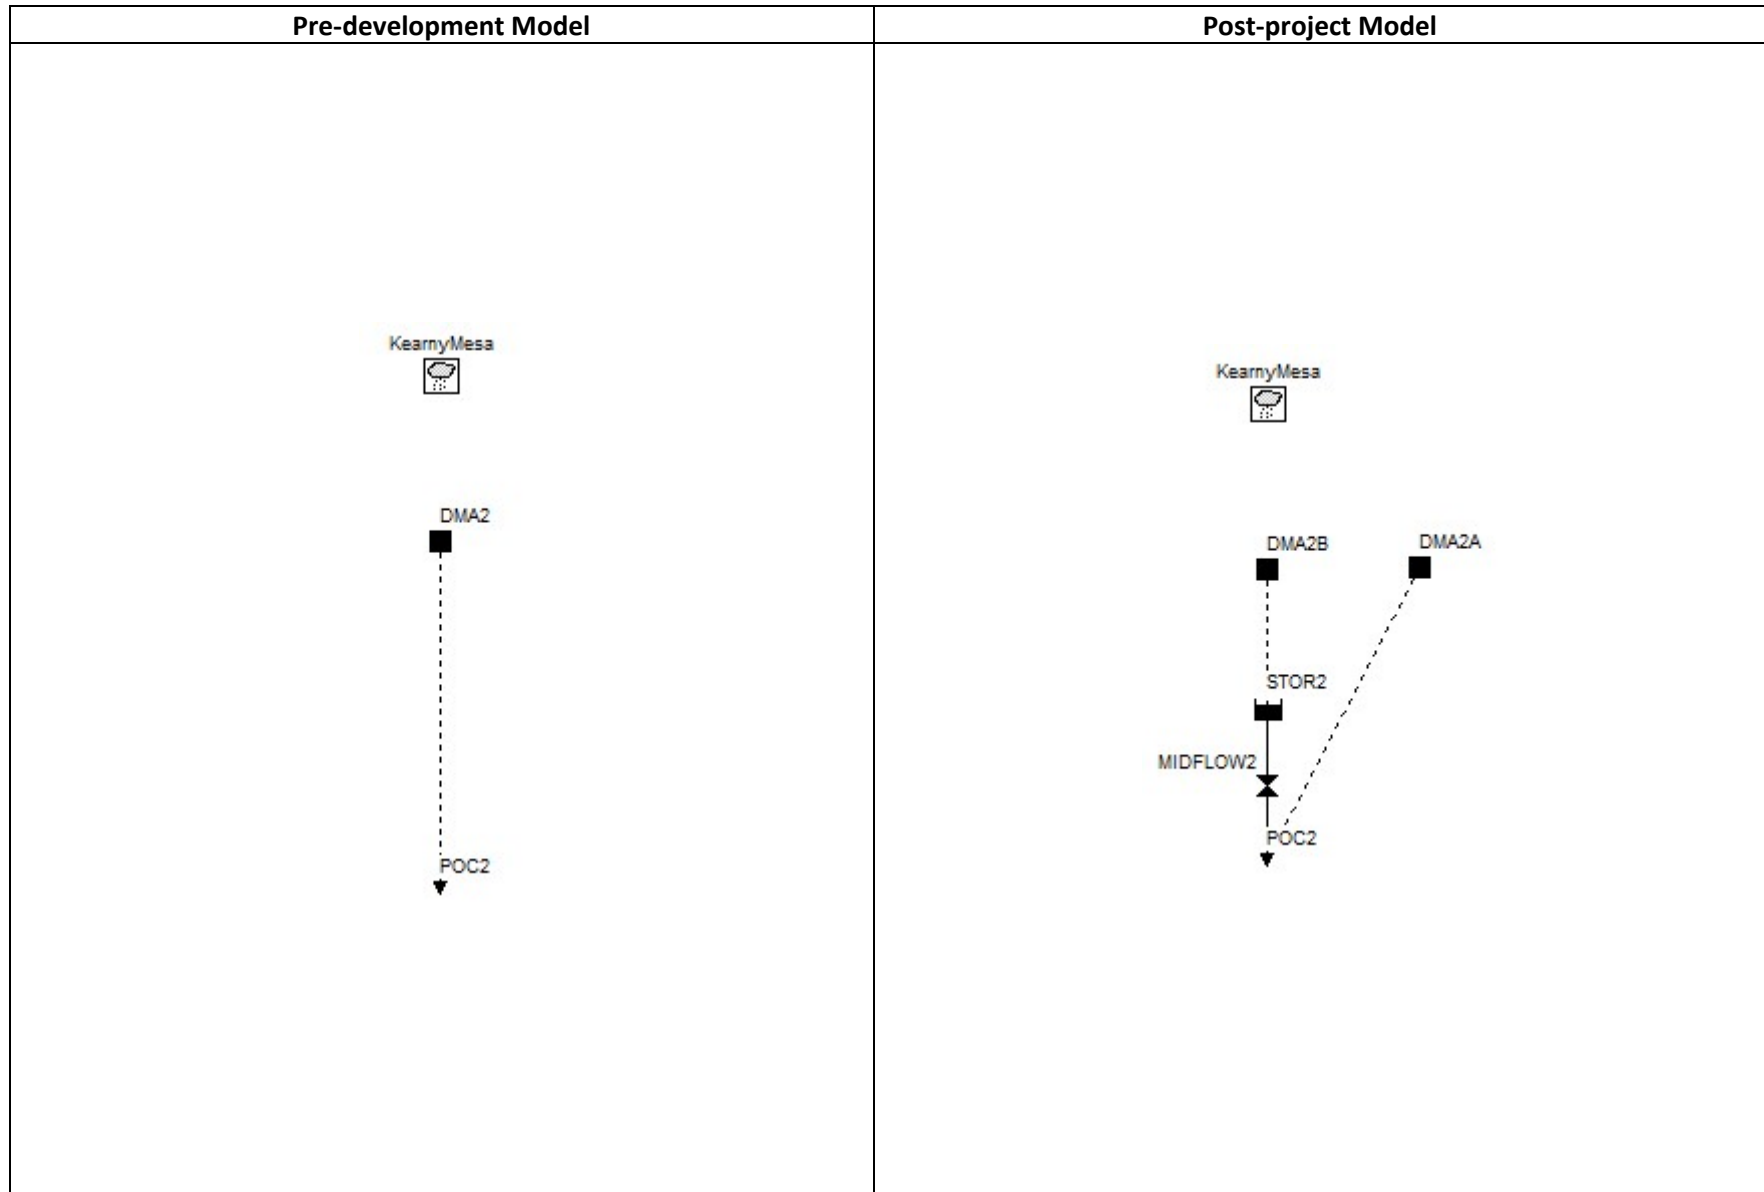 Pre-development Model
Post-project Model
KearnyMesa
DMA2
POC2
KearnyMesa
DMA2B
DMA2A
STOR2
MIDFLOW2
POC2